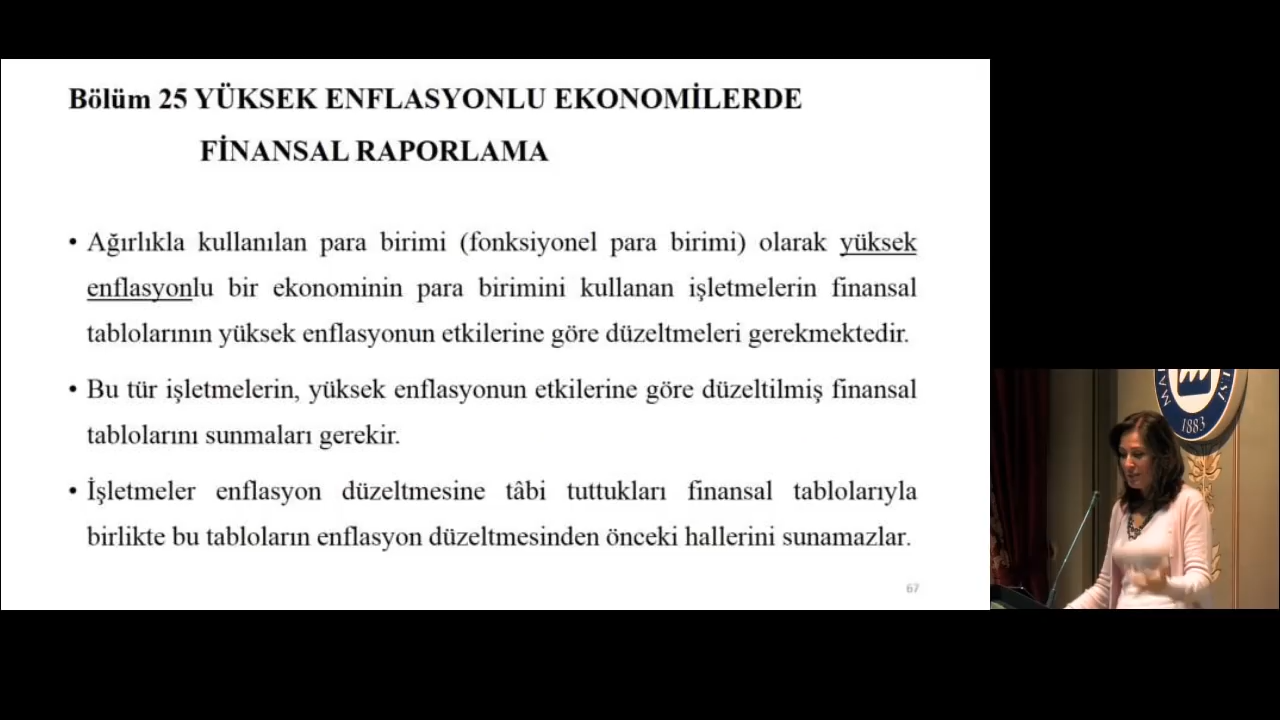 Bölüm 25 YÜKSEK ENFLASYONLU EKONOMİLERDE
FİNANSAL RAPORLAMA
• Ağırlıkla kullanılan para birimi (fonksiyonel para birimi) olarak yüksek
enflasyonlu bir ekonominin para birimini kullanan işletmelerin finansal
tablolarının yüksek enflasyonun etkilerine göre düzeltmeleri gerekmektedir.
• Bu tür işletmelerin, yüksek enflasyonun etkilerine göre düzeltilmiş finansal
tablolarını sunmaları gerekir.
• İşletmeler enflasyon düzeltmesine tâbi tuttukları finansal tablolarıyla
birlikte bu tabloların enflasyon düzeltmesinden önceki hallerini sunamazlar.
67
1883